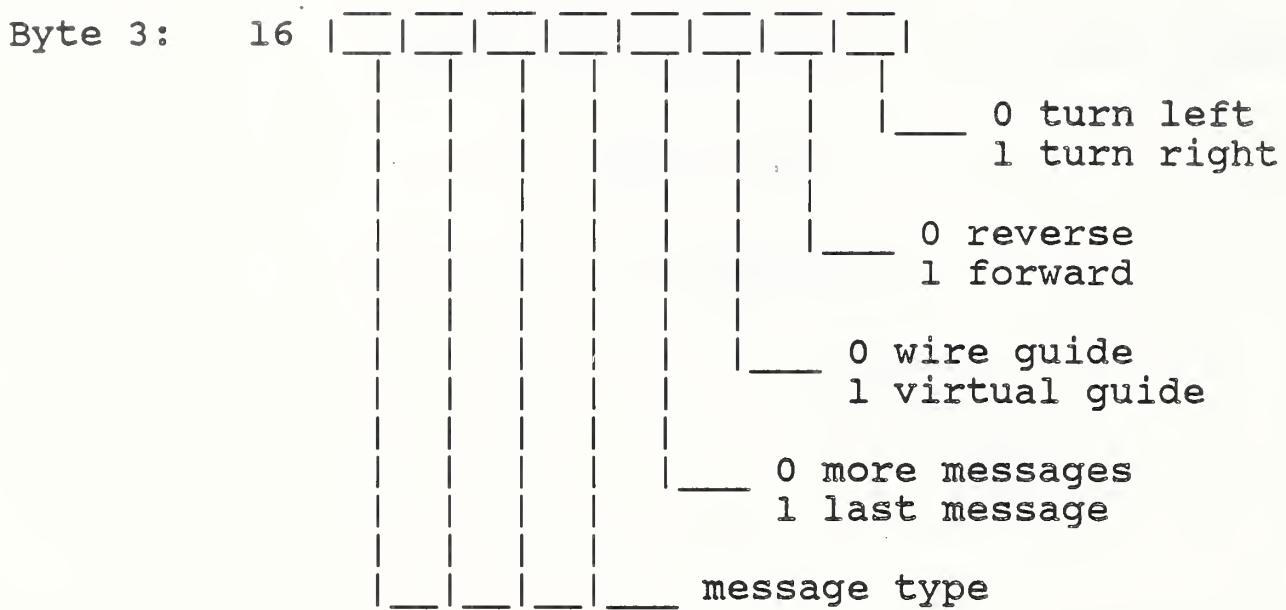 Byte 3: 16
0 turn left
1 turn right
0 reverse
1 forward
0 wire guide
1 virtual guide
0 more messages
1 last message
message type